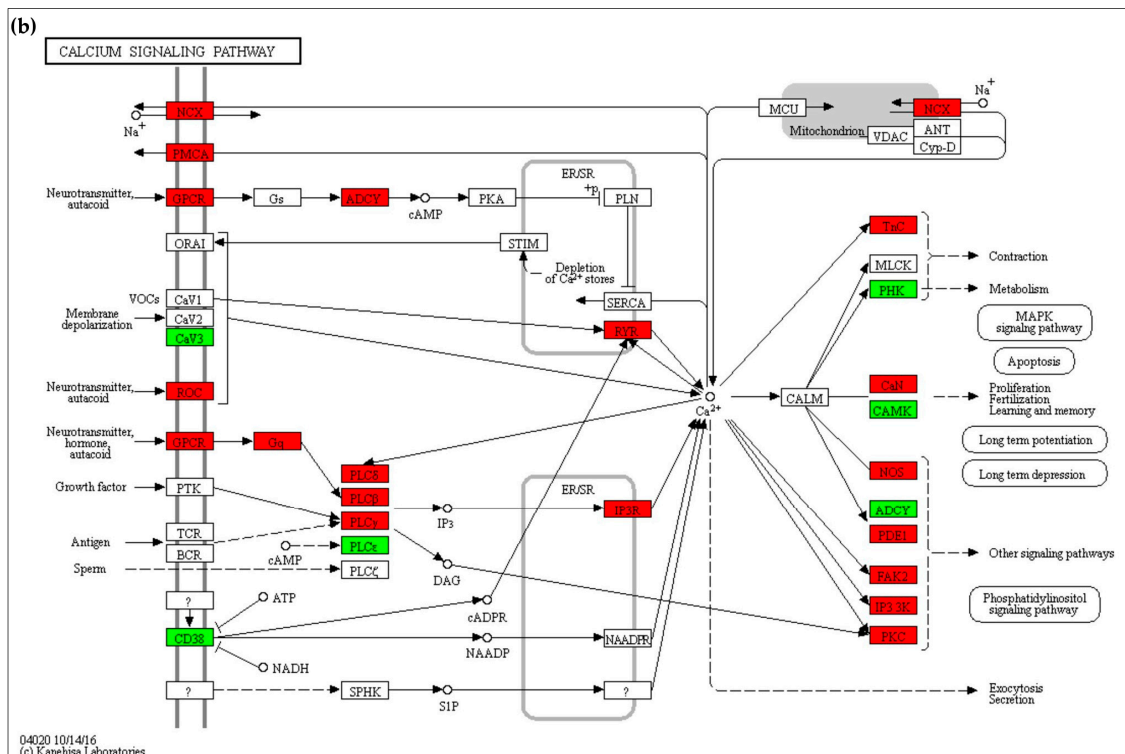 (b)
CALCIUM SIGNALING PATHWAY
NCX
Na+
PMCA
Neurotransmitter,
autacoid
GPCR
Gs
ADCY
cAMP
PKA
+p
ER/SR
PLN
ORAI
STIM
Depletion
of Ca2+ stores
VOCs
CaV1
Membrane
depolarization
CaV2
CaV3
SERCA
RYR
Neurotransmitter,
autacoid
ROC
Neurotransmitter,
hormone,
autacoid
GPCR
Gq
PLCδ
PLCβ
Growth factor
PTK
PLCγ
IP3
ER/SR
IP3R
Antigen
TCR
BCR
cAMP
PLCε
Sperm
PLCζ
DAG
?
ATP
cADPR
CD38
NAADP
NAADPR
NADH
?
SPHK
S1P
?
MCU
NCX
Na+
Mitochondrion
VDAC
ANT
Cyp-D
Ca2+
CALM
TnC
MLCK
PHK
Contraction
Metabolism
MAPK
signaling pathway
Apoptosis
CaN
CAMK
Proliferation
Fertilization
Learning and memory
Long term potentiation
Long term depression
NOS
ADCY
PDE1
Other signaling pathways
FAK2
IP3 3K
PKC
Phosphatidylinositol
signaling pathway
Exocytosis
Secretion
04020 10/14/16
(c) Kanehisa Laboratories